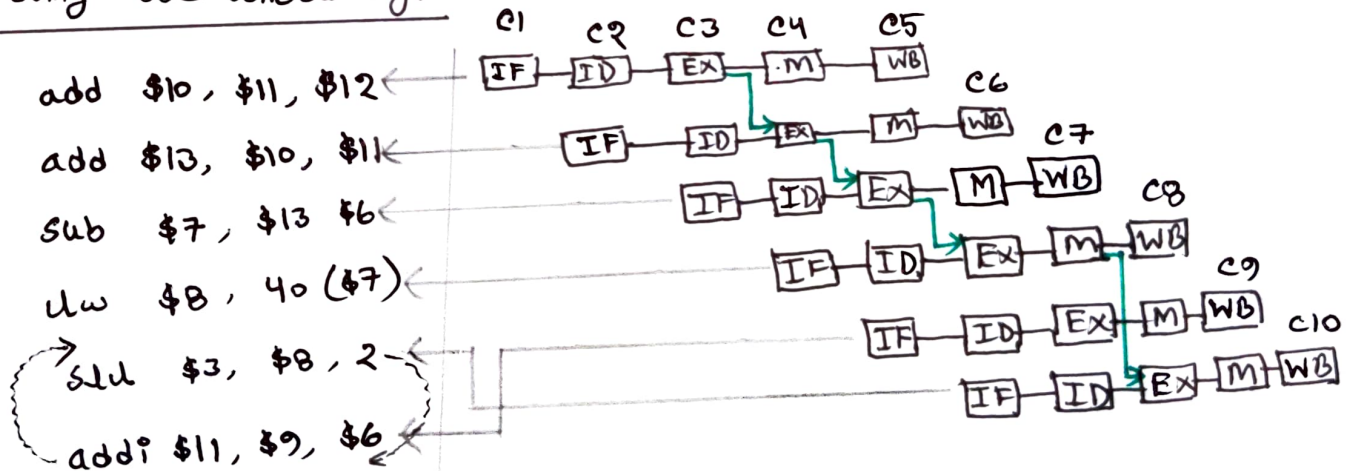 C1 C2 C3 C4 C5
add $10, $11, $12 IF ID EX M WB
C6
add $13, $10, $11 IF ID EX M WB
C7
sub $7, $13 $6 IF ID EX M WB
C8
lw $8, 40 ($7) IF ID EX M WB
C9
sll $3, $8, 2 IF ID EX M WB
C10
addi $11, $9, $6 IF ID EX M WB